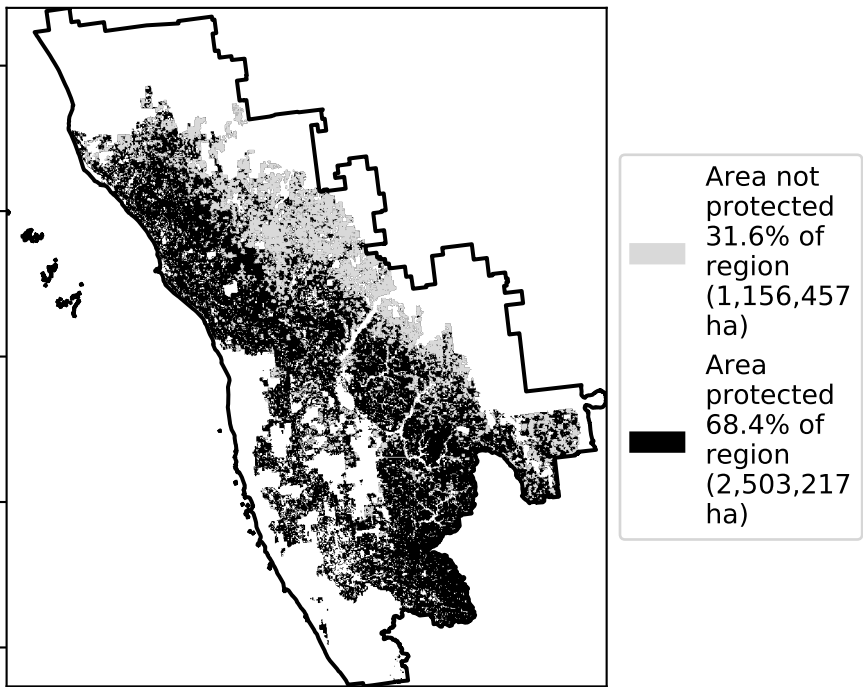 Area not
protected
31.6% of
region
(1,156,457
ha)
Area
protected
68.4% of
region
(2,503,217
ha)